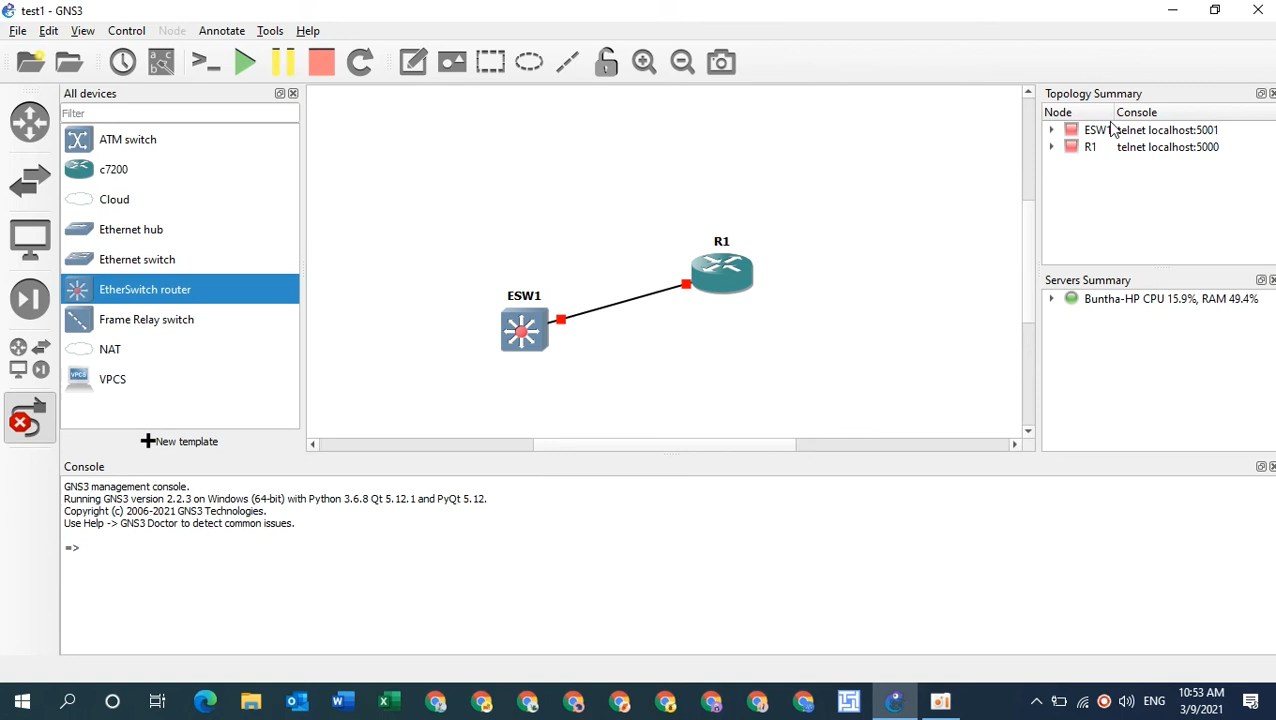 test1 - GNS3
File Edit View Control Node Annotate Tools Help
All devices
Filter
ATM switch
c7200
Cloud
Ethernet hub
Ethernet switch
EtherSwitch router
Frame Relay switch
NAT
VPCS
VPCS
New template
R1
ESW1
Topology Summary
Node Console
ESW1 telnet localhost:5001
R1 telnet localhost:5000
Servers Summary
Buntha-HP CPU 15.9%, RAM 49.4%
Console
GNS3 management console.
Running GNS3 version 2.2.3 on Windows (64-bit) with Python 3.6.8 Qt 5.12.1 and PyQt 5.12.
Copyright (c) 2006-2021 GNS3 Technologies.
Use Help -> GNS3 Doctor to detect common issues.
=>
ENG
10:53 AM
3/9/2021